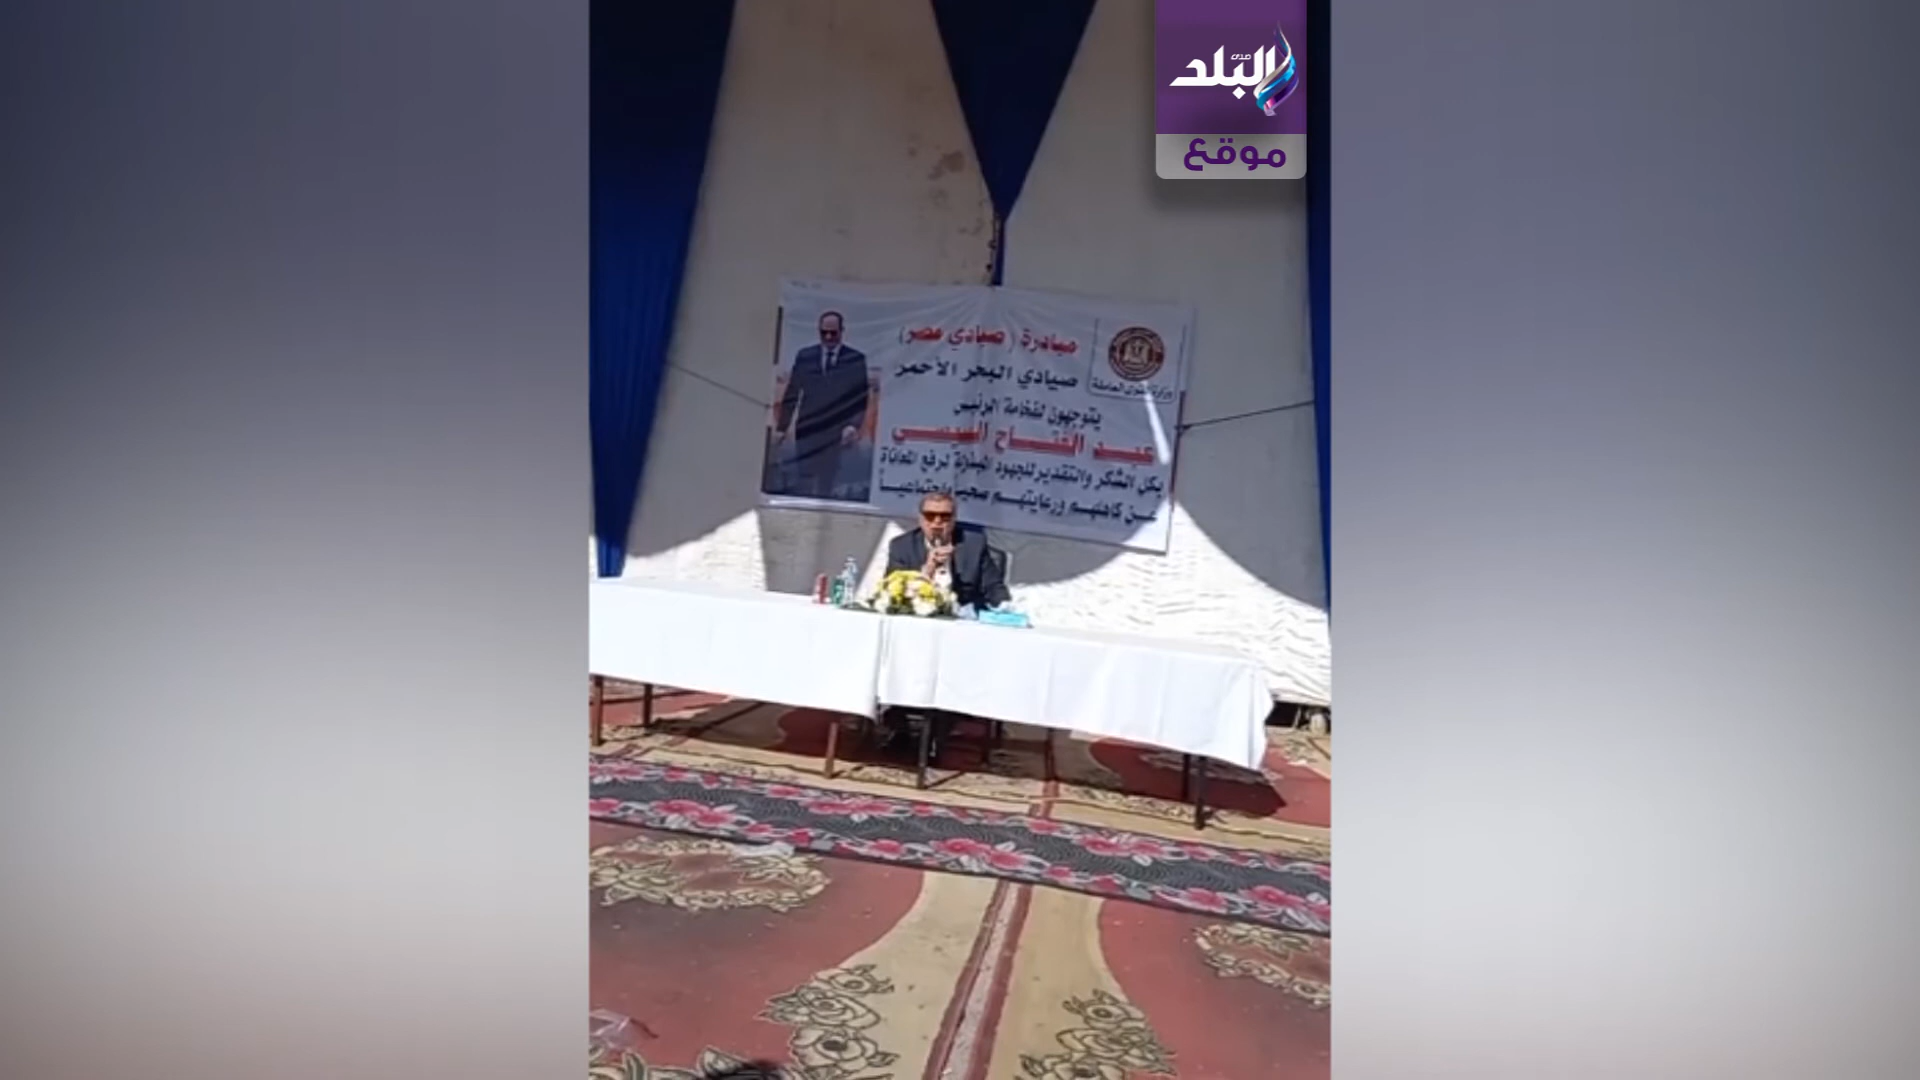 صدى
البلد
موقع
مبادرة (صيادي مصر)
صيادي البحر الأحمر
وزارة القوى العاملة
يتوجهون لفخامة الرئيس
عبد الفتاح السيسي
بكل الشكر والتقدير للجهود المبذولة لرفع المعاناة
عن كاهلهم ورعايتهم صحياً واجتماعياً